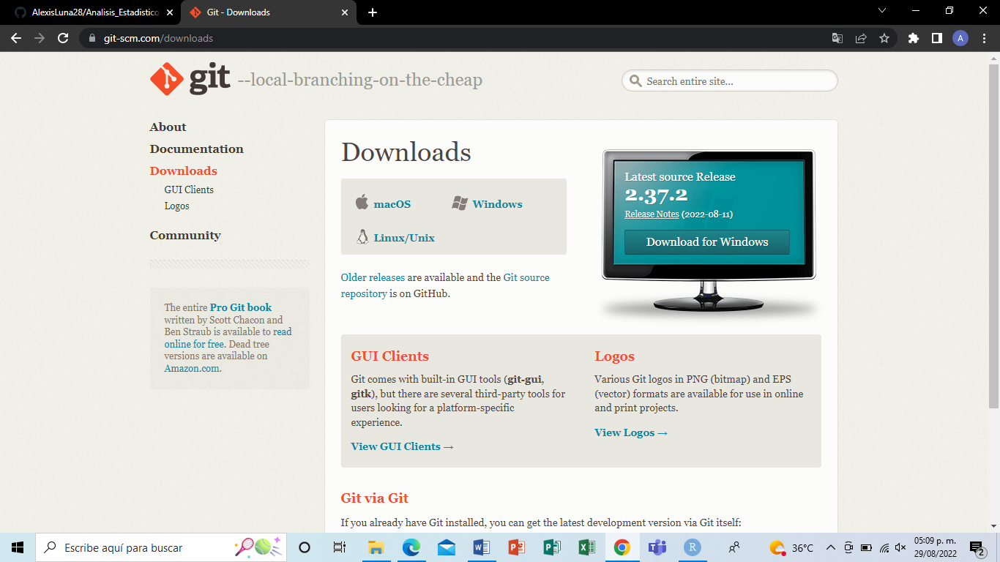 AlexisLuna28/Analisis_Estadistico
Git - Downloads
git-scm.com/downloads
A
git --local-branching-on-the-cheap
Search entire site...
About
Documentation
Downloads
GUI Clients
Logos
Community
The entire Pro Git book
written by Scott Chacon and
Ben Straub is available to read
online for free. Dead tree
versions are available on
Amazon.com.
Downloads
macOS
Windows
Linux/Unix
Older releases are available and the Git source
repository is on GitHub.
Latest source Release
2.37.2
Release Notes (2022-08-11)
Download for Windows
GUI Clients
Git comes with built-in GUI tools (git-gui,
gitk), but there are several third-party tools for
users looking for a platform-specific
experience.
View GUI Clients →
Logos
Various Git logos in PNG (bitmap) and EPS
(vector) formats are available for use in online
and print projects.
View Logos →
Git via Git
If you already have Git installed, you can get the latest development version via Git itself:
Escribe aquí para buscar
36°C
05:09 p. m.
29/08/2022
2